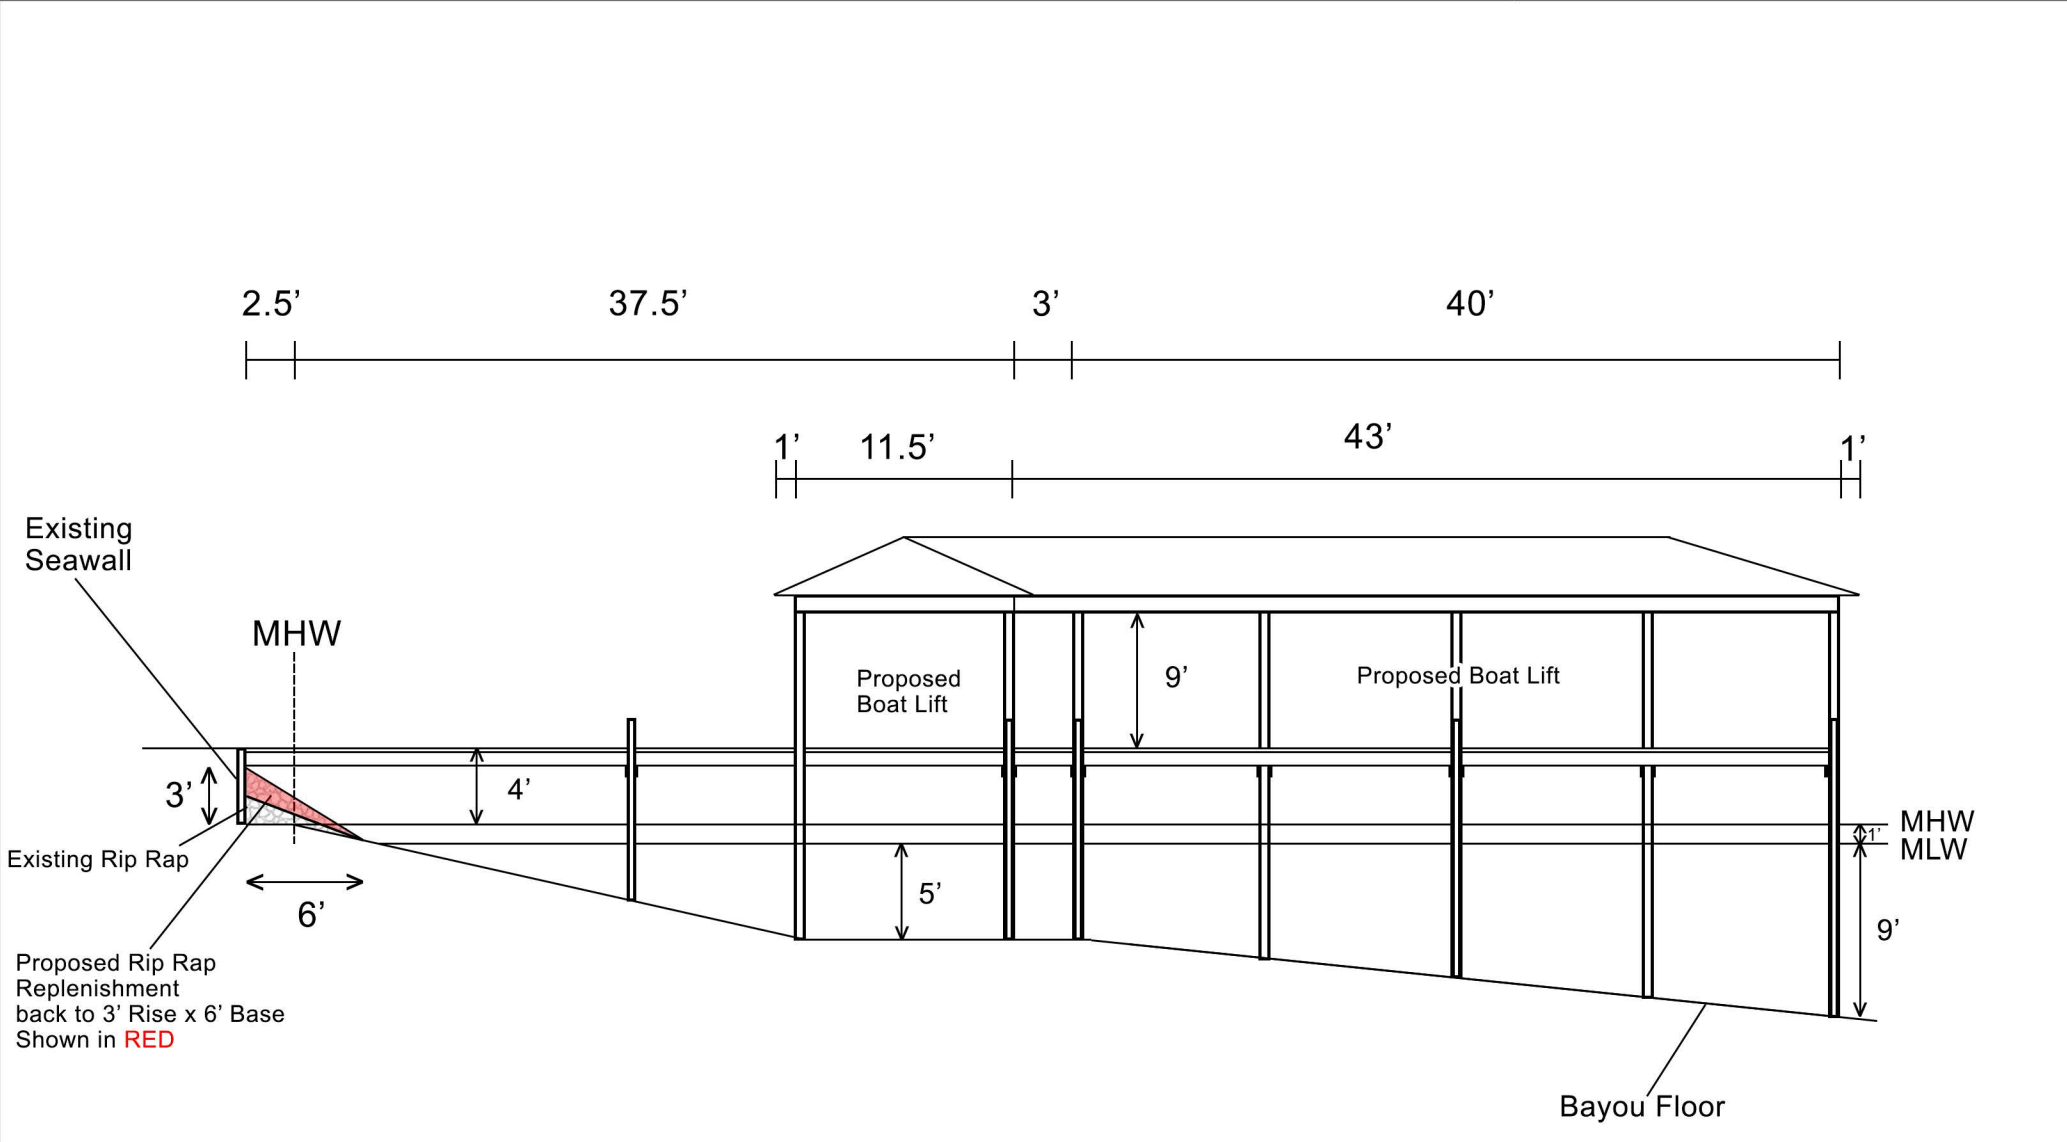 2.5’ 37.5’ 3’ 40’
1’ 11.5’ 43’ 1’
Existing
Seawall
MHW
Proposed
Boat Lift
9’
Proposed Boat Lift
3’
4’
MHW
1’
MLW
Existing Rip Rap
5’
6’
9’
Proposed Rip Rap
Replenishment
back to 3’ Rise x 6’ Base
Shown in RED
Bayou Floor